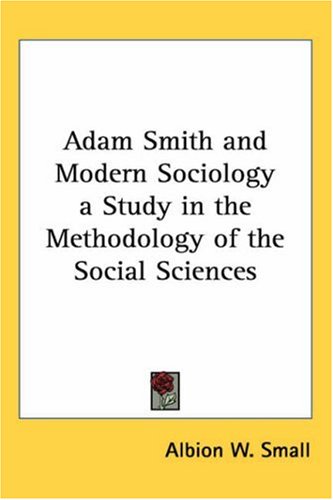 Adam Smith and
Modern Sociology
a Study in the
Methodology of the
Social Sciences
Albion W. Small